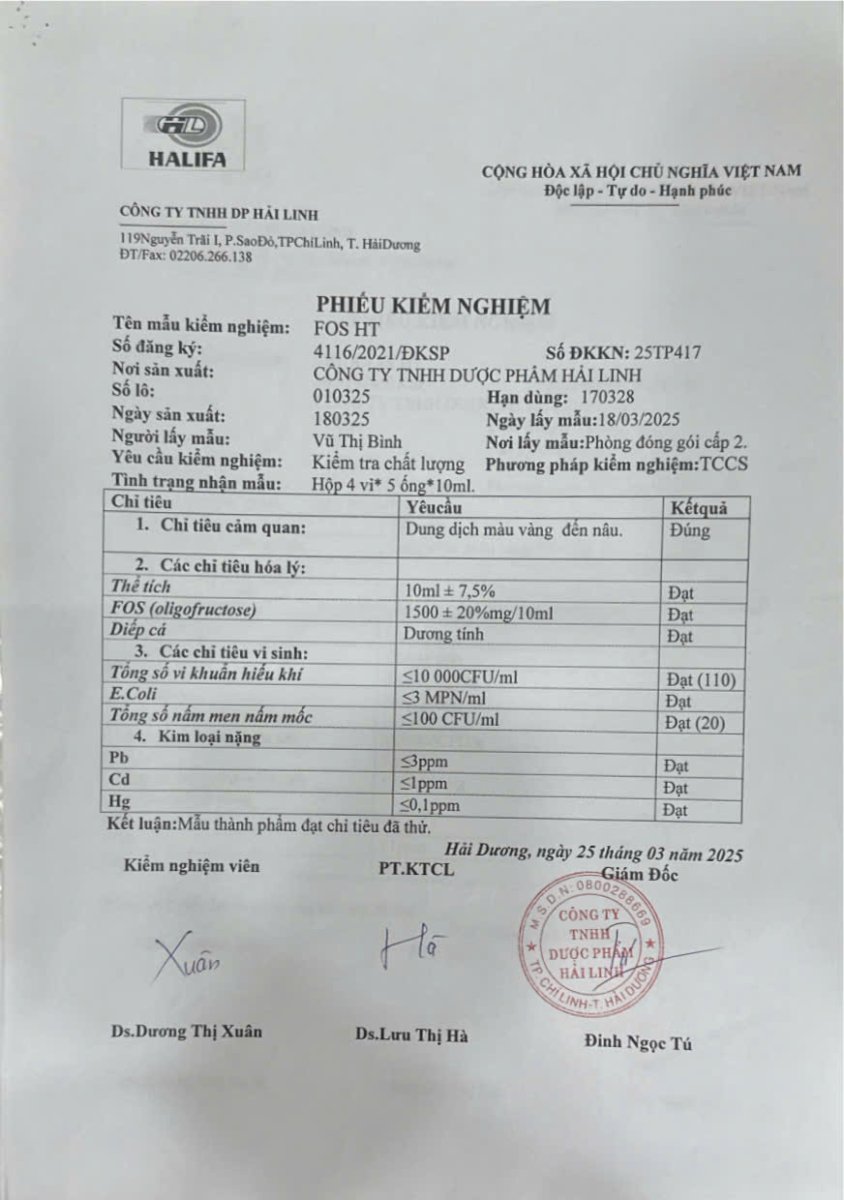 HALIFA
CỘNG HÒA XÃ HỘI CHỦ NGHĨA VIỆT NAM
Độc lập - Tự do - Hạnh phúc
CÔNG TY TNHH DP HẢI LINH
119Nguyễn Trãi I, P.SaoĐỏ,TPChíLinh, T. HảiDương
ĐT/Fax: 02206.266.138
PHIẾU KIỂM NGHIỆM
Tên mẫu kiểm nghiệm: FOS HT
Số đăng ký: 4116/2021/ĐKSP Số ĐKKN: 25TP417
Nơi sản xuất: CÔNG TY TNHH DƯỢC PHẨM HẢI LINH
Số lô: 010325 Hạn dùng: 170328
Ngày sản xuất: 180325 Ngày lấy mẫu:18/03/2025
Người lấy mẫu: Vũ Thị Bình Nơi lấy mẫu:Phòng đóng gói cấp 2.
Yêu cầu kiểm nghiệm: Kiểm tra chất lượng Phương pháp kiểm nghiệm:TCCS
Tình trạng nhận mẫu: Hộp 4 vỉ* 5 ống*10ml.
Chỉ tiêu Yêucầu Kếtquả
1. Chỉ tiêu cảm quan: Dung dịch màu vàng đến nâu. Đúng
2. Các chỉ tiêu hóa lý:
Thể tích 10ml ± 7,5% Đạt
FOS (oligofructose) 1500 ± 20%mg/10ml Đạt
Diếp cá Dương tính Đạt
3. Các chỉ tiêu vi sinh:
Tổng số vi khuẩn hiếu khí ≤10 000CFU/ml Đạt (110)
E.Coli ≤3 MPN/ml Đạt
Tổng số nấm men nấm mốc ≤100 CFU/ml Đạt (20)
4. Kim loại nặng
Pb ≤3ppm Đạt
Cd ≤1ppm Đạt
Hg ≤0,1ppm Đạt
Kết luận:Mẫu thành phẩm đạt chỉ tiêu đã thử.
Hải Dương, ngày 25 tháng 03 năm 2025
Kiểm nghiệm viên PT.KTCL Giám Đốc
M.S.D.N: 0800288669
CÔNG TY
TNHH
DƯỢC PHẨM
HẢI LINH
TP.CHÍ LINH-T. HẢI DƯƠNG
Xuân Hà
Ds.Dương Thị Xuân Ds.Lưu Thị Hà Đinh Ngọc Tú